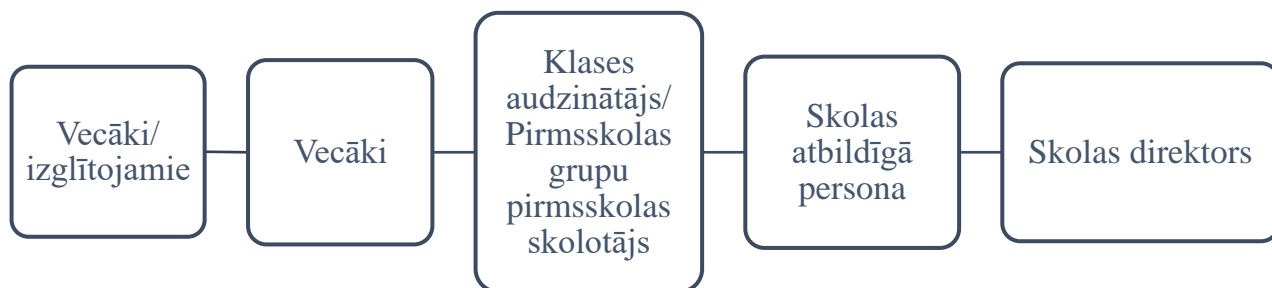 Vecāki/
izglītojamie
Vecāki
Klases
audzinātājs/
Pirmsskolas
grupu
pirmsskolas
skolotājs
Skolas
atbildīgā
persona
Skolas direktors